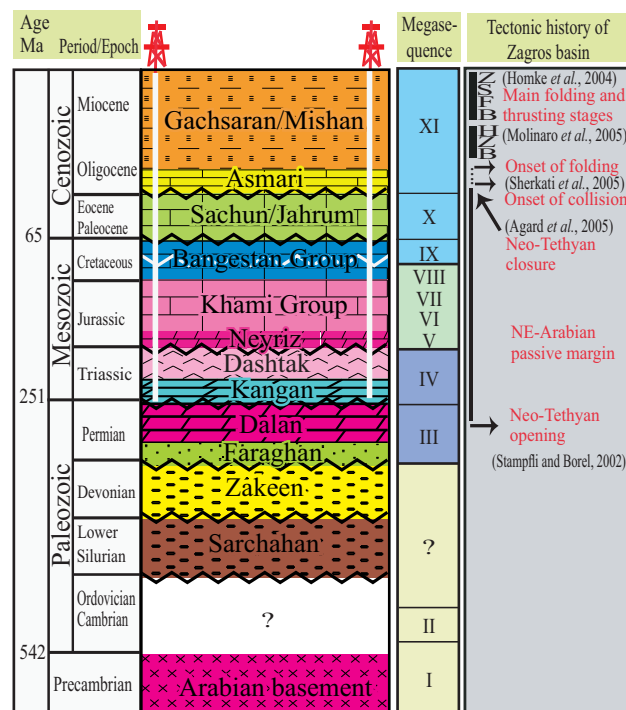 Age
Ma
Period/Epoch
Megase-
quence
Tectonic history of
Zagros basin
Cenozoic
Mesozoic
Paleozoic
65
251
542
Miocene
Oligocene
Eocene
Paleocene
Cretaceous
Jurassic
Triassic
Permian
Devonian
Lower
Silurian
Ordovician
Cambrian
Precambrian
Gachsaran/Mishan
Asmari
Sachun/Jahrum
Bangestan Group
Khami Group
Neyriz
Dashtak
Kangan
Dalan
Faraghan
Zakeen
Sarchahan
?
Arabian basement
XI
X
IX
VIII
VII
VI
V
IV
III
?
II
I
Z
S
F
B
H
Z
B
(Homke et al., 2004)
Main folding and
thrusting stages
(Molinaro et al., 2005)
Onset of folding
(Sherkati et al., 2005)
Onset of collision
(Agard et al., 2005)
Neo-Tethyan
closure
NE-Arabian
passive margin
Neo-Tethyan
opening
(Stampfli and Borel, 2002)